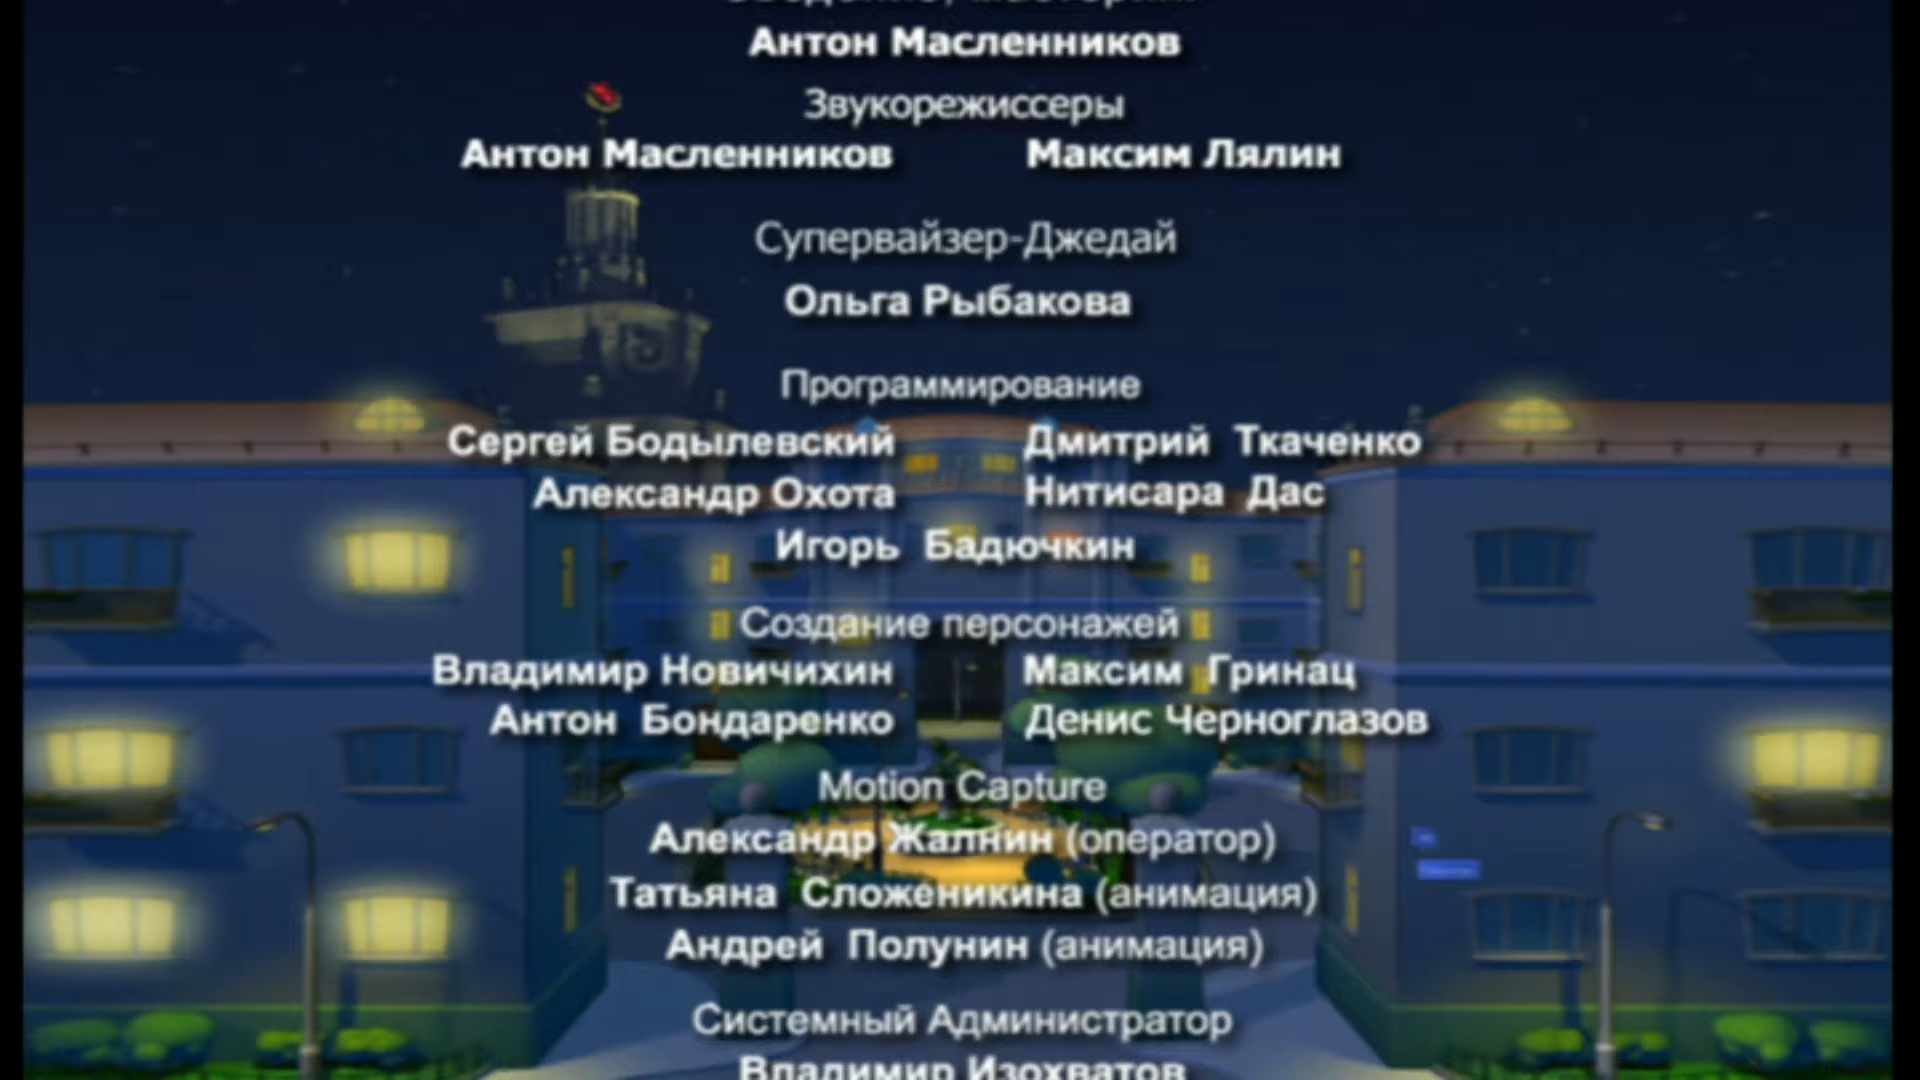 Антон Масленников
Звукорежиссеры
Антон Масленников Максим Лялин
Супервайзер-Джедай
Ольга Рыбакова
Программирование
Сергей Бодылевский Дмитрий Ткаченко
Александр Охота Нитисара Дас
Игорь Бадючкин
Создание персонажей
Владимир Новичихин Максим Гринац
Антон Бондаренко Денис Черноглазов
Motion Capture
Александр Жалнин (оператор)
Татьяна Сложеникина (анимация)
Андрей Полунин (анимация)
Системный Администратор
Владимир Изохватов